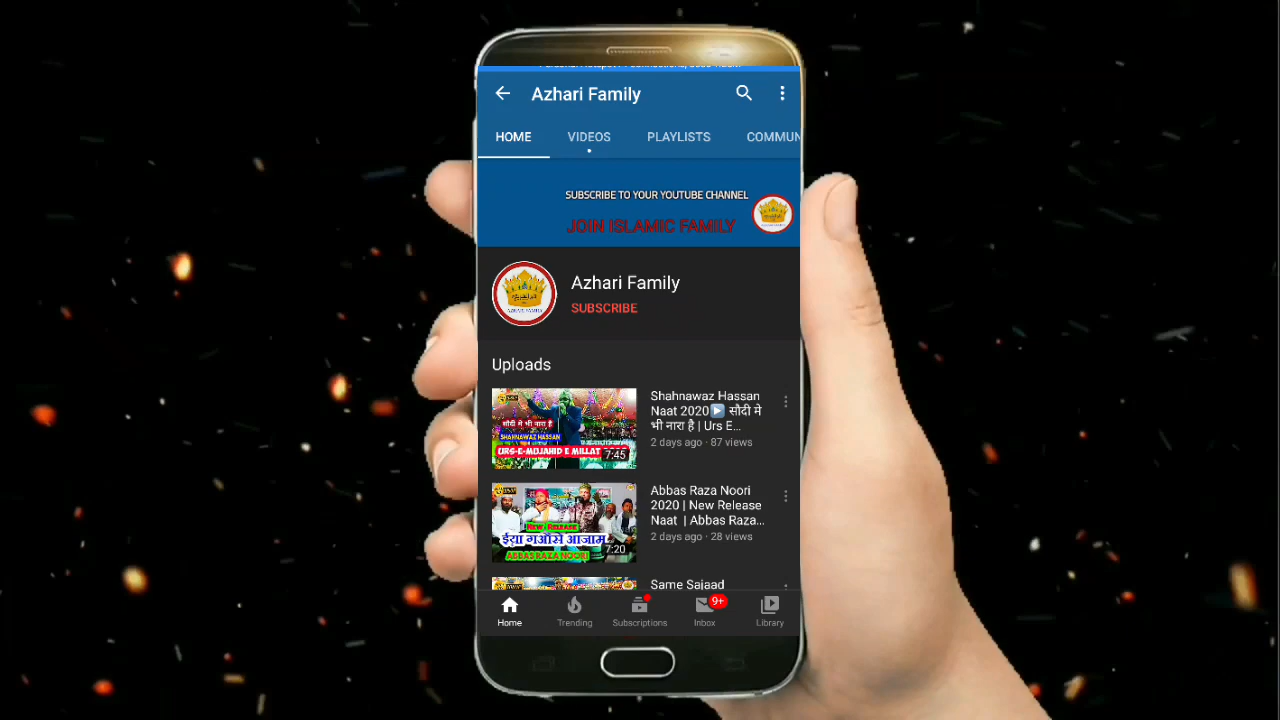 Azhari Family
HOME VIDEOS PLAYLISTS COMMUN
SUBSCRIBE TO YOUR YOUTUBE CHANNEL
JOIN ISLAMIC FAMILY
Azhari Family
SUBSCRIBE
Uploads
सौदी मे
भी नारा है
SHAHNAWAZ HASSAN
URS-E-MUJAHID E MILLAT
7:45
Shahnawaz Hassan
Naat 2020▶️ सौदी मे
भी नारा है | Urs E...
2 days ago · 87 views
New Release
ABBAS RAZA NOORI
7:20
Abbas Raza Noori
2020 | New Release
Naat | Abbas Raza...
2 days ago · 28 views
Same Sajaad
9+
Home Trending Subscriptions Inbox Library